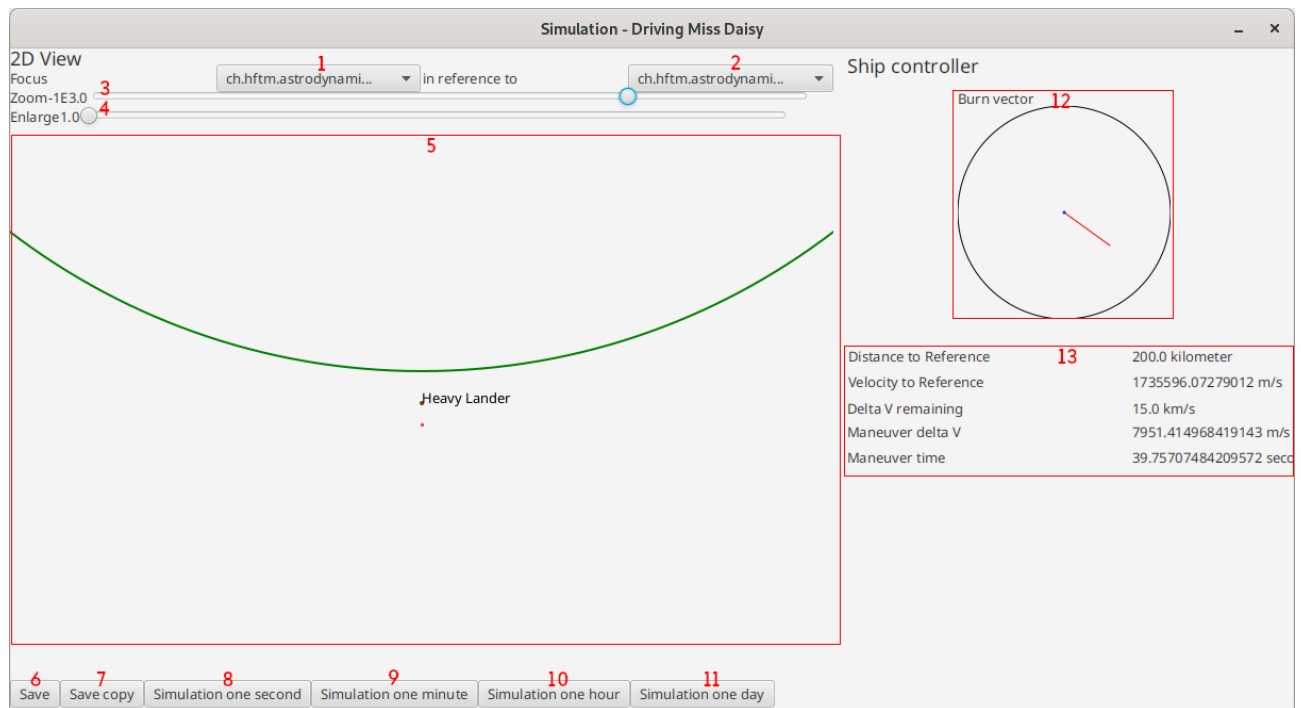 Simulation - Driving Miss Daisy
2D View
Focus
1
ch.hftm.astrodynami...
in reference to
2
ch.hftm.astrodynami...
3
Zoom-1E3.0
4
Enlarge1.0
5
Heavy Lander
6
Save
7
Save copy
8
Simulation one second
9
Simulation one minute
10
Simulation one hour
11
Simulation one day
Ship controller
Burn vector
12
13
Distance to Reference 200.0 kilometer
Velocity to Reference 1735596.07279012 m/s
Delta V remaining 15.0 km/s
Maneuver delta V 7951.414968419143 m/s
Maneuver time 39.75707484209572 seco